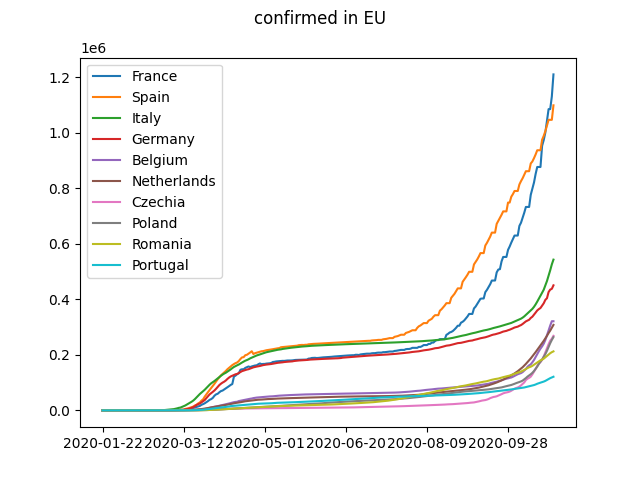 confirmed in EU
1e6
France
Spain
Italy
Germany
Belgium
Netherlands
Czechia
Poland
Romania
Portugal
1.2
1.0
0.8
0.6
0.4
0.2
0.0
2020-01-22 2020-03-12 2020-05-01 2020-06-20 2020-08-09 2020-09-28